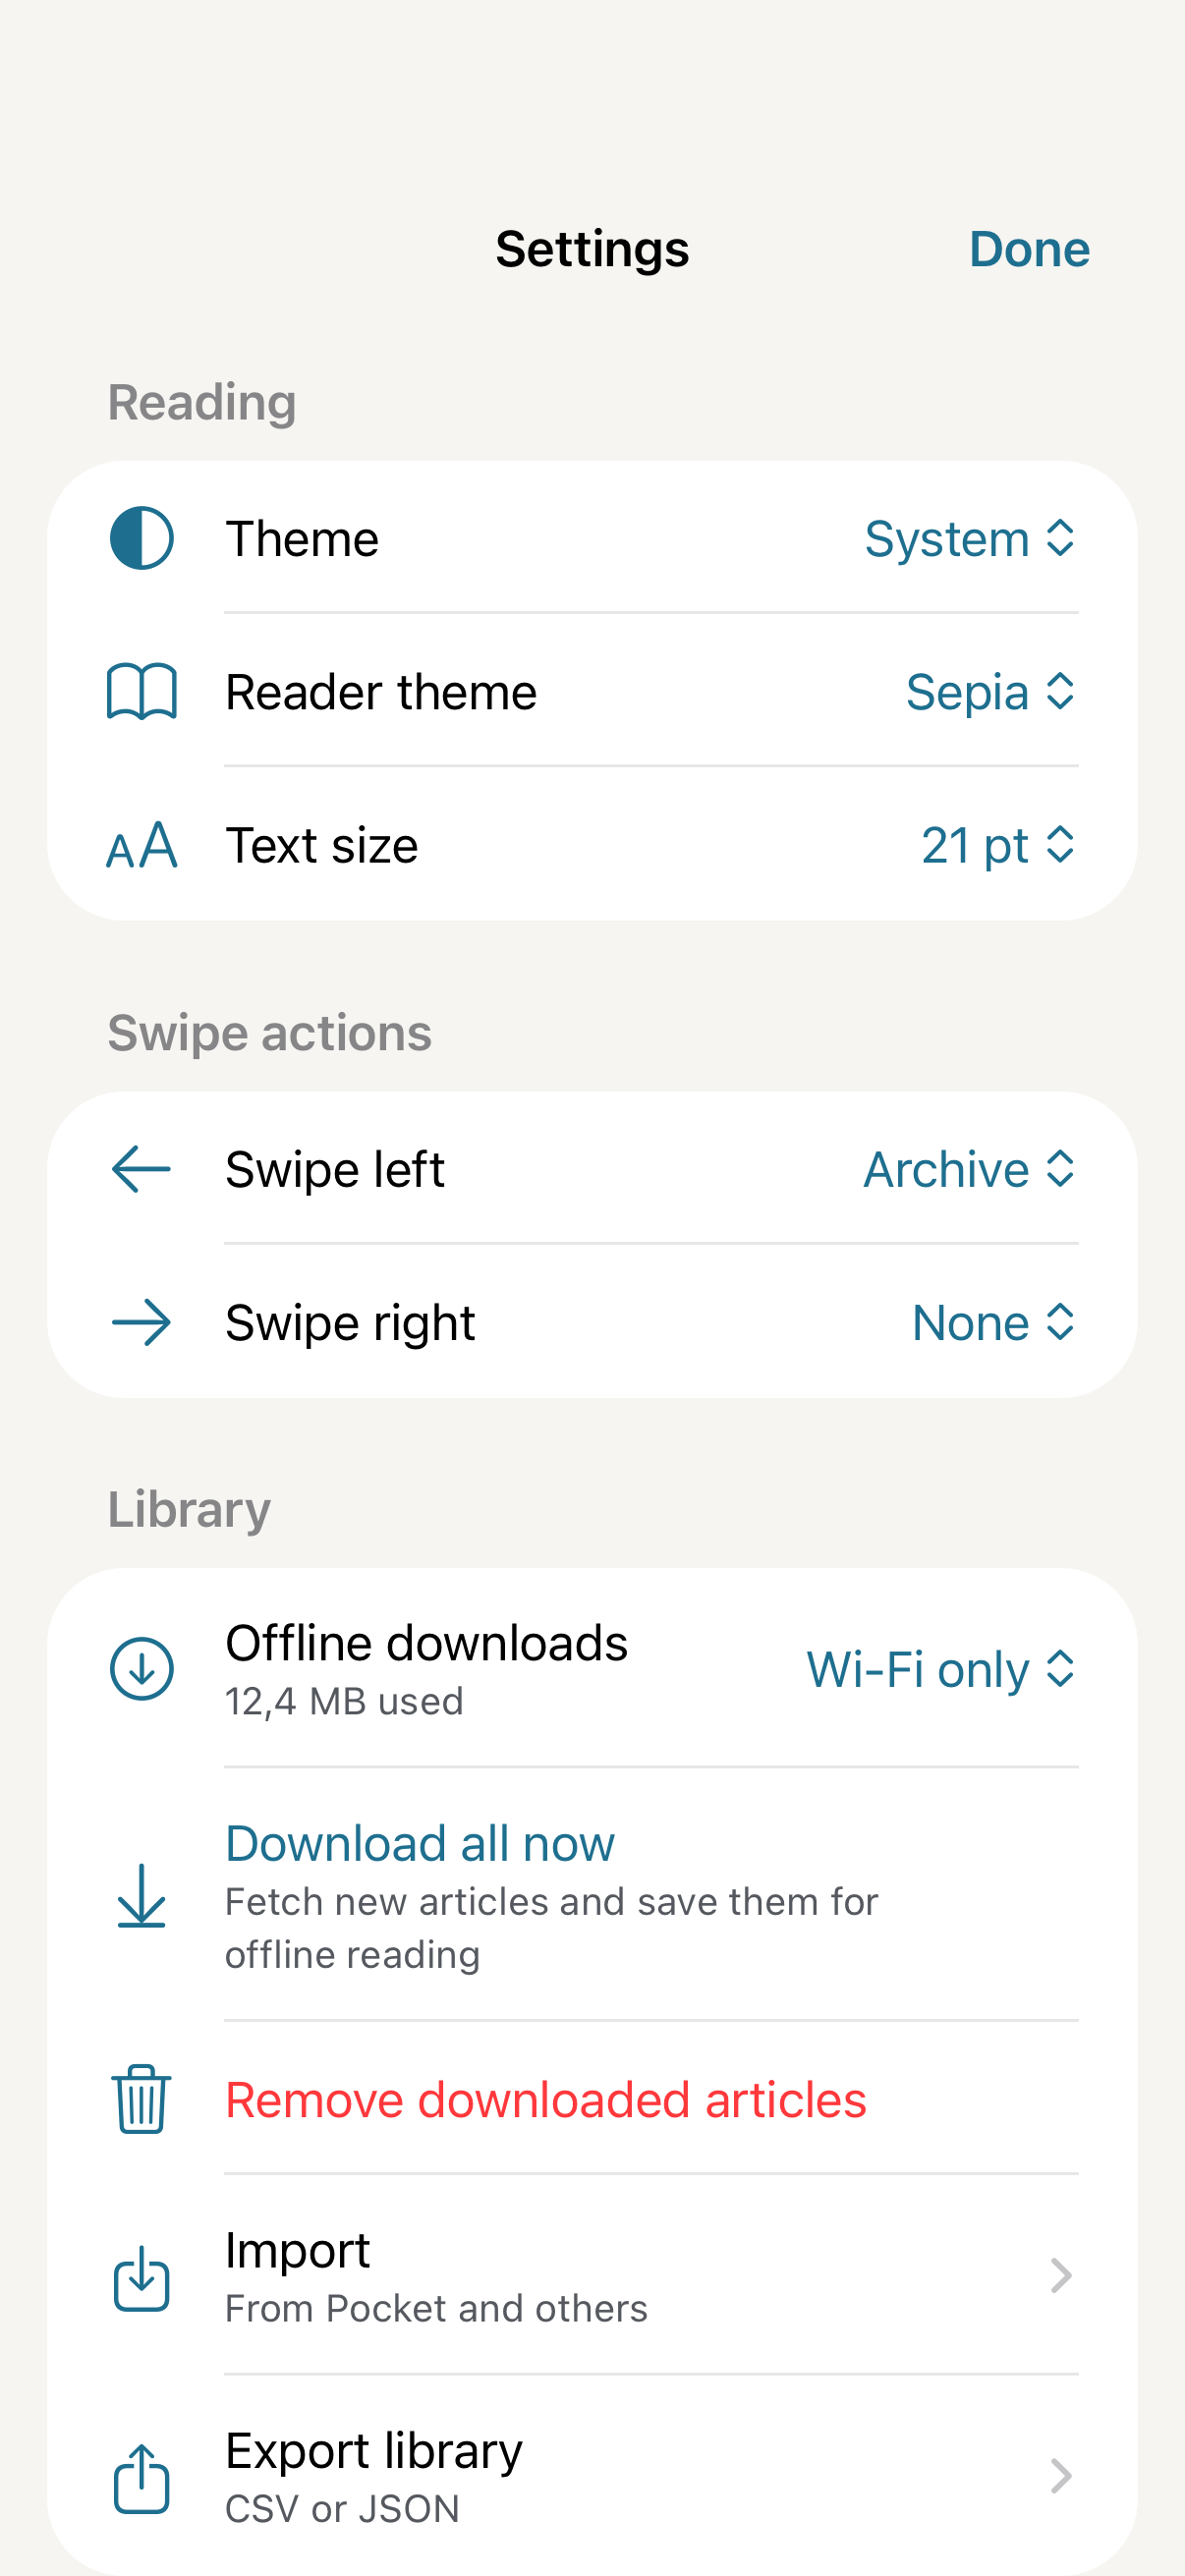 Settings
Done
Reading
Theme
System
Reader theme
Sepia
Text size
21 pt
Swipe actions
Swipe left
Archive
Swipe right
None
Library
Offline downloads
12,4 MB used
Wi-Fi only
Download all now
Fetch new articles and save them for
offline reading
Remove downloaded articles
Import
From Pocket and others
Export library
CSV or JSON